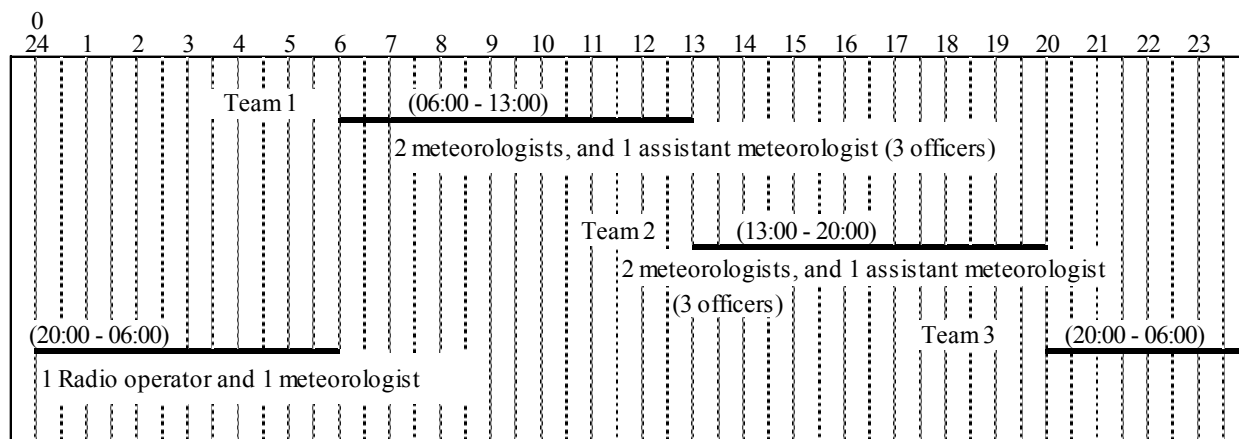 0
24 1 2 3 4 5 6 7 8 9 10 11 12 13 14 15 16 17 18 19 20 21 22 23
Team 1 (06:00 - 13:00)
2 meteorologists, and 1 assistant meteorologist (3 officers)
Team 2 (13:00 - 20:00)
2 meteorologists, and 1 assistant meteorologist
(3 officers)
(20:00 - 06:00) Team 3 (20:00 - 06:00)
1 Radio operator and 1 meteorologist